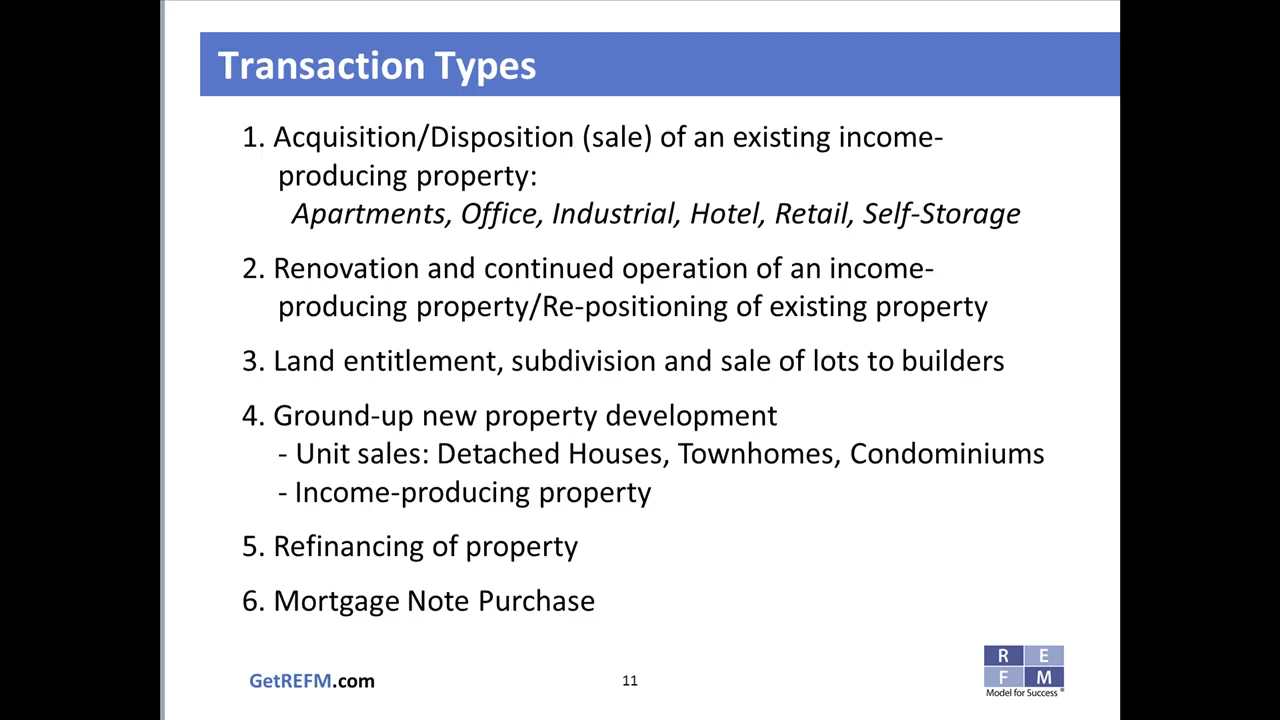 Transaction Types
1. Acquisition/Disposition (sale) of an existing income-
producing property:
Apartments, Office, Industrial, Hotel, Retail, Self-Storage
2. Renovation and continued operation of an income-
producing property/Re-positioning of existing property
3. Land entitlement, subdivision and sale of lots to builders
4. Ground-up new property development
- Unit sales: Detached Houses, Townhomes, Condominiums
- Income-producing property
5. Refinancing of property
6. Mortgage Note Purchase
GetREFM.com
11
R E
F M
Model for Success®